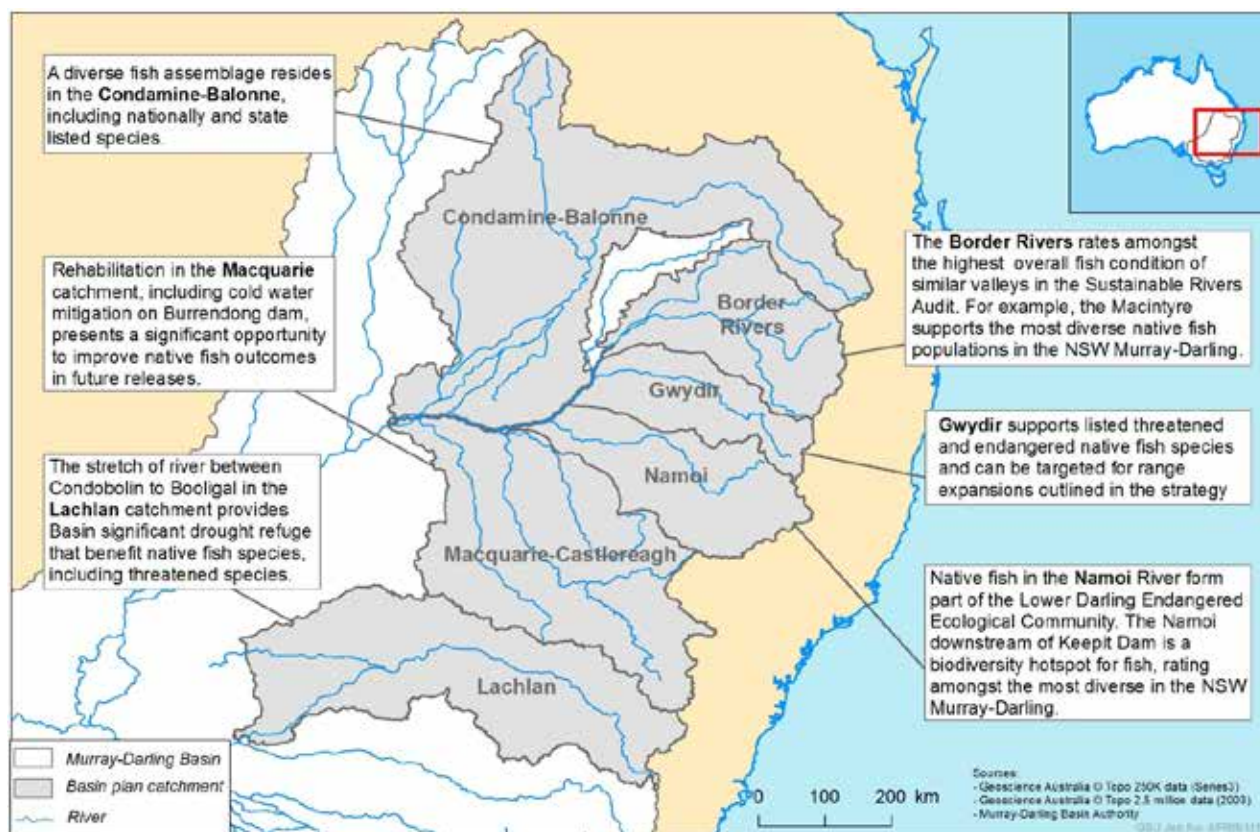 A diverse fish assemblage resides
in the Condamine-Balonne,
including nationally and state
listed species.
Condamine-Balonne
Rehabilitation in the Macquarie
catchment, including cold water
mitigation on Burrendong dam,
presents a significant opportunity
to improve native fish outcomes
in future releases.
The Border Rivers rates amongst
the highest overall fish condition of
similar valleys in the Sustainable Rivers
Audit. For example, the Macintyre
supports the most diverse native fish
populations in the NSW Murray-Darling.
Border
Rivers
Gwydir
Gwydir supports listed threatened
and endangered native fish species
and can be targeted for range
expansions outlined in the strategy
Namoi
The stretch of river between
Condobolin to Booligal in the
Lachlan catchment provides
Basin significant drought refuge
that benefit native fish species,
including threatened species.
Macquarie-Castlereagh
Native fish in the Namoi River form
part of the Lower Darling Endangered
Ecological Community. The Namoi
downstream of Keepit Dam is a
biodiversity hotspot for fish, rating
amongst the most diverse in the NSW
Murray-Darling.
Lachlan
Murray-Darling Basin
Basin plan catchment
River
0 100 200 km
Sources:
- Geoscience Australia © Topo 250K data (Series3)
- Geoscience Australia © Topo 2.5 million data (2003)
- Murray-Darling Basin Authority